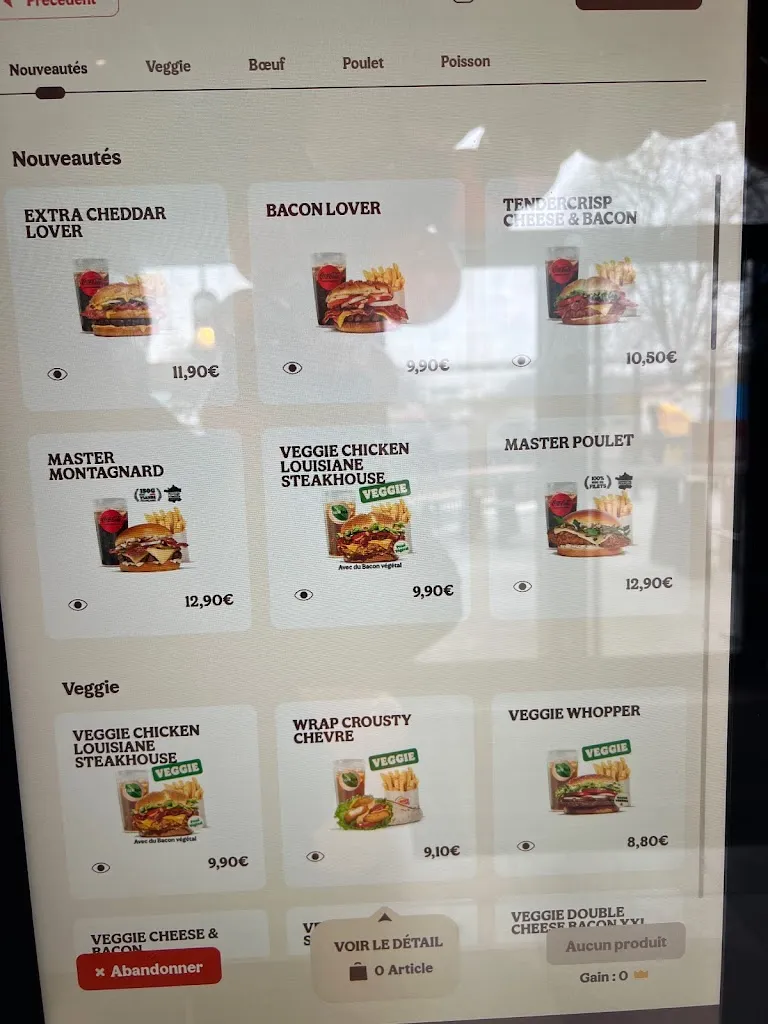 Précédent
Nouveautés
Veggie
Bœuf
Poulet
Poisson
Nouveautés
EXTRA CHEDDAR
LOVER
11,90€
BACON LOVER
9,90€
TENDERCRISP
CHEESE & BACON
10,50€
MASTER
MONTAGNARD
12,90€
VEGGIE CHICKEN
LOUISIANE
STEAKHOUSE
VEGGIE
Avec du Bacon végétal
9,90€
MASTER POULET
100%
FILETS
12,90€
Veggie
VEGGIE CHICKEN
LOUISIANE
STEAKHOUSE
VEGGIE
Avec du Bacon végétal
9,90€
WRAP CROUSTY
CHEVRE
VEGGIE
9,10€
VEGGIE WHOPPER
VEGGIE
8,80€
VEGGIE CHEESE &
BACON
VEGGIE DOUBLE
CHEESE BACON XXL
× Abandonner
VOIR LE DÉTAIL
0 Article
Aucun produit
Gain : 0